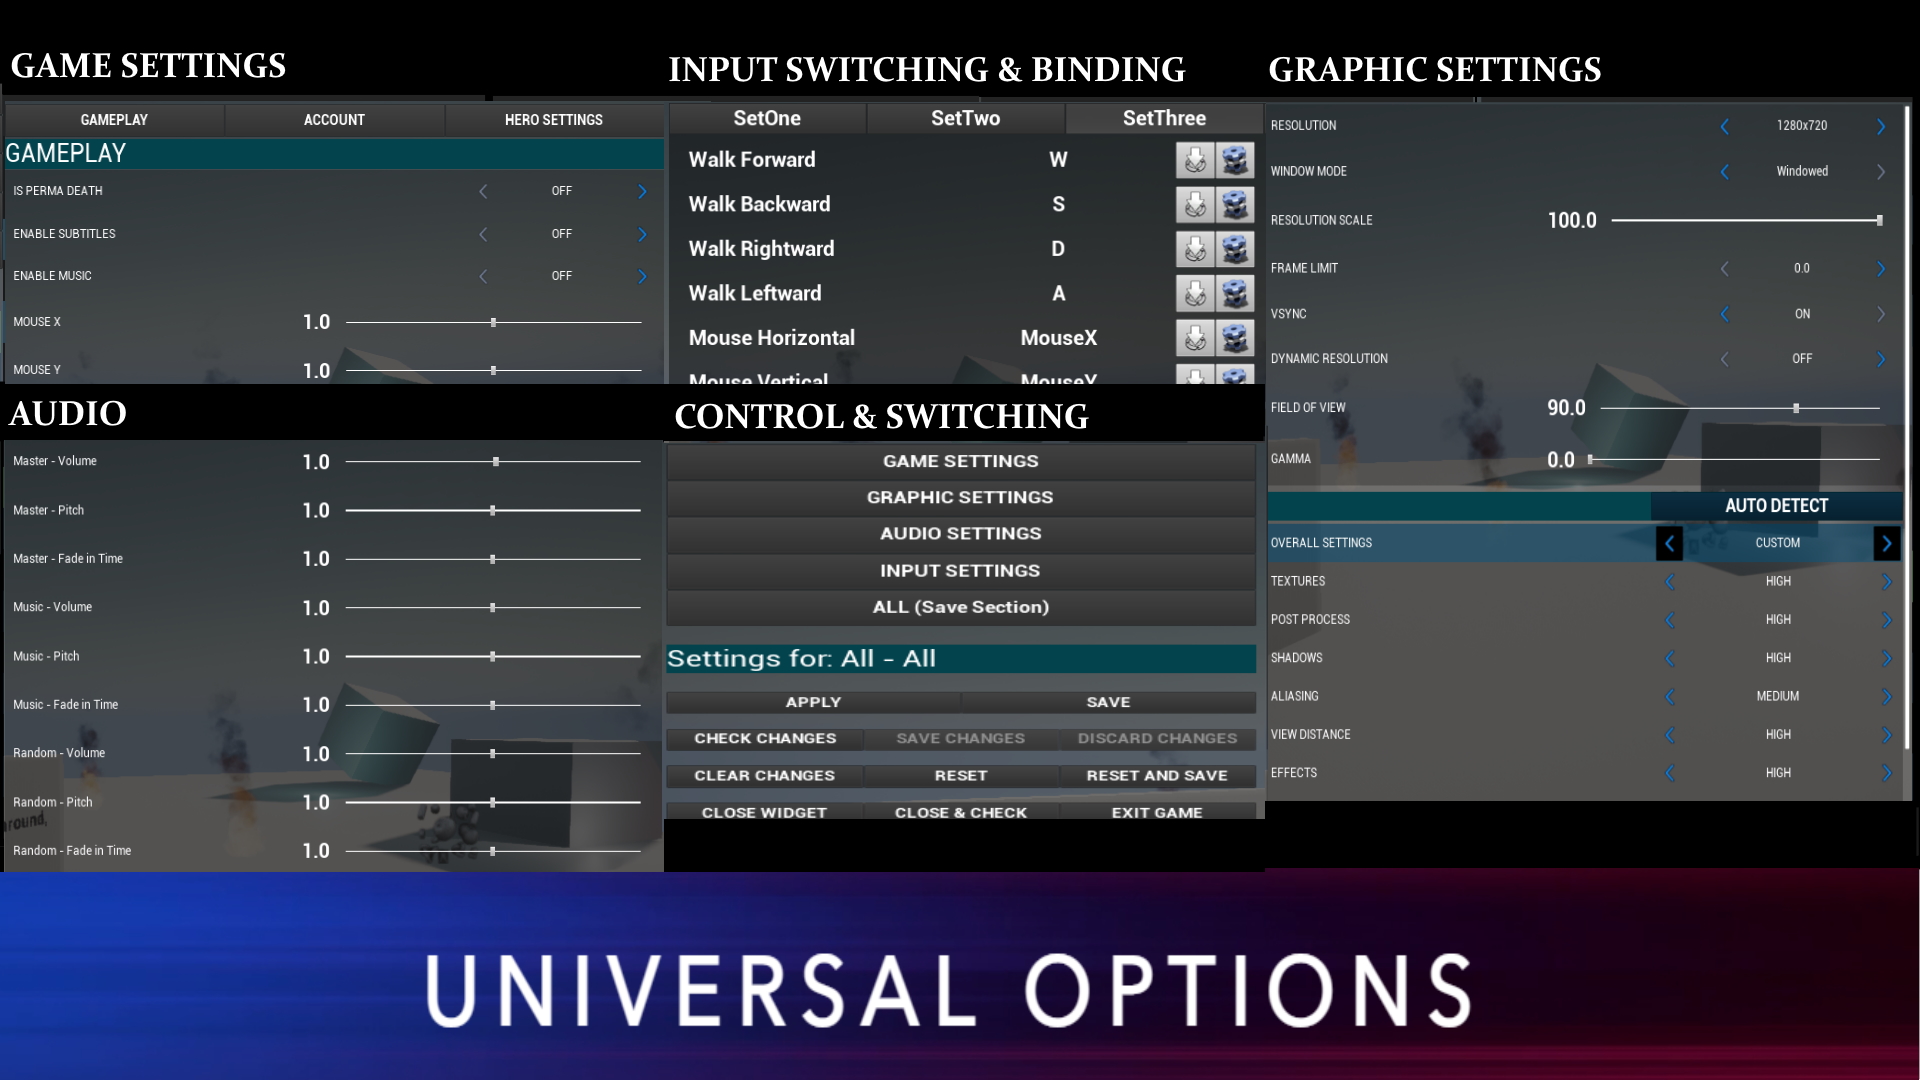 GAME SETTINGS
GAMEPLAY ACCOUNT HERO SETTINGS
GAMEPLAY
IS PERMA DEATH OFF
ENABLE SUBTITLES OFF
ENABLE MUSIC OFF
MOUSE X 1.0
MOUSE Y 1.0
INPUT SWITCHING & BINDING
SetOne SetTwo SetThree
Walk Forward W
Walk Backward S
Walk Rightward D
Walk Leftward A
Mouse Horizontal MouseX
Mouse Vertical MouseY
GRAPHIC SETTINGS
RESOLUTION 1280x720
WINDOW MODE Windowed
RESOLUTION SCALE 100.0
FRAME LIMIT 0.0
VSYNC ON
DYNAMIC RESOLUTION OFF
FIELD OF VIEW 90.0
GAMMA 0.0
AUTO DETECT
OVERALL SETTINGS CUSTOM
TEXTURES HIGH
POST PROCESS HIGH
SHADOWS HIGH
ALIASING MEDIUM
VIEW DISTANCE HIGH
EFFECTS HIGH
AUDIO
Master - Volume 1.0
Master - Pitch 1.0
Master - Fade in Time 1.0
Music - Volume 1.0
Music - Pitch 1.0
Music - Fade in Time 1.0
Random - Volume 1.0
Random - Pitch 1.0
around,
Random - Fade in Time 1.0
CONTROL & SWITCHING
GAME SETTINGS
GRAPHIC SETTINGS
AUDIO SETTINGS
INPUT SETTINGS
ALL (Save Section)
Settings for: All - All
APPLY SAVE
CHECK CHANGES SAVE CHANGES DISCARD CHANGES
CLEAR CHANGES RESET RESET AND SAVE
CLOSE WIDGET CLOSE & CHECK EXIT GAME
UNIVERSAL OPTIONS